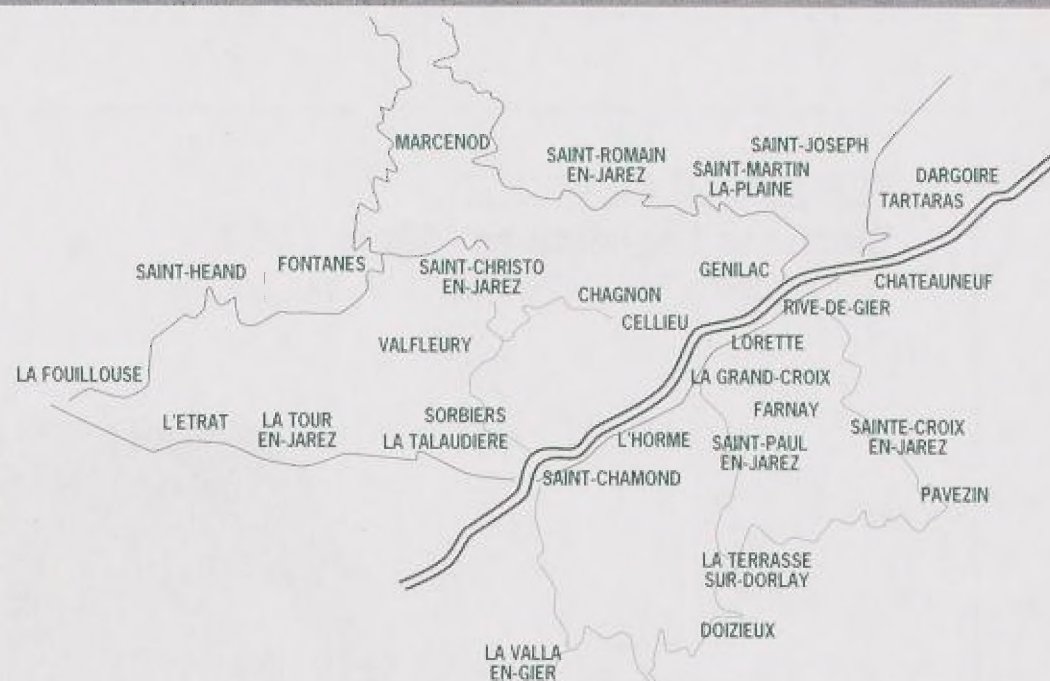 MARCENOD
SAINT-JOSEPH
SAINT-ROMAIN
EN-JAREZ
SAINT-MARTIN
LA-PLAINE
DARGOIRE
TARTARAS
SAINT-HEAND
FONTANES
SAINT-CHRISTO
EN-JAREZ
GENILAC
CHATEAUNEUF
CHAGNON
CELLIEU
RIVE-DE-GIER
VALFLEURY
LORETTE
LA FOUILLOUSE
LA GRAND-CROIX
L'ETRAT
LA TOUR
EN-JAREZ
SORBIERS
LA TALAUDIERE
FARNAY
L'HORME
SAINT-PAUL
EN-JAREZ
SAINTE-CROIX
EN-JAREZ
SAINT-CHAMOND
PAVEZIN
LA TERRASSE
SUR-DORLAY
DOIZIEUX
LA VALLA
EN-GIER